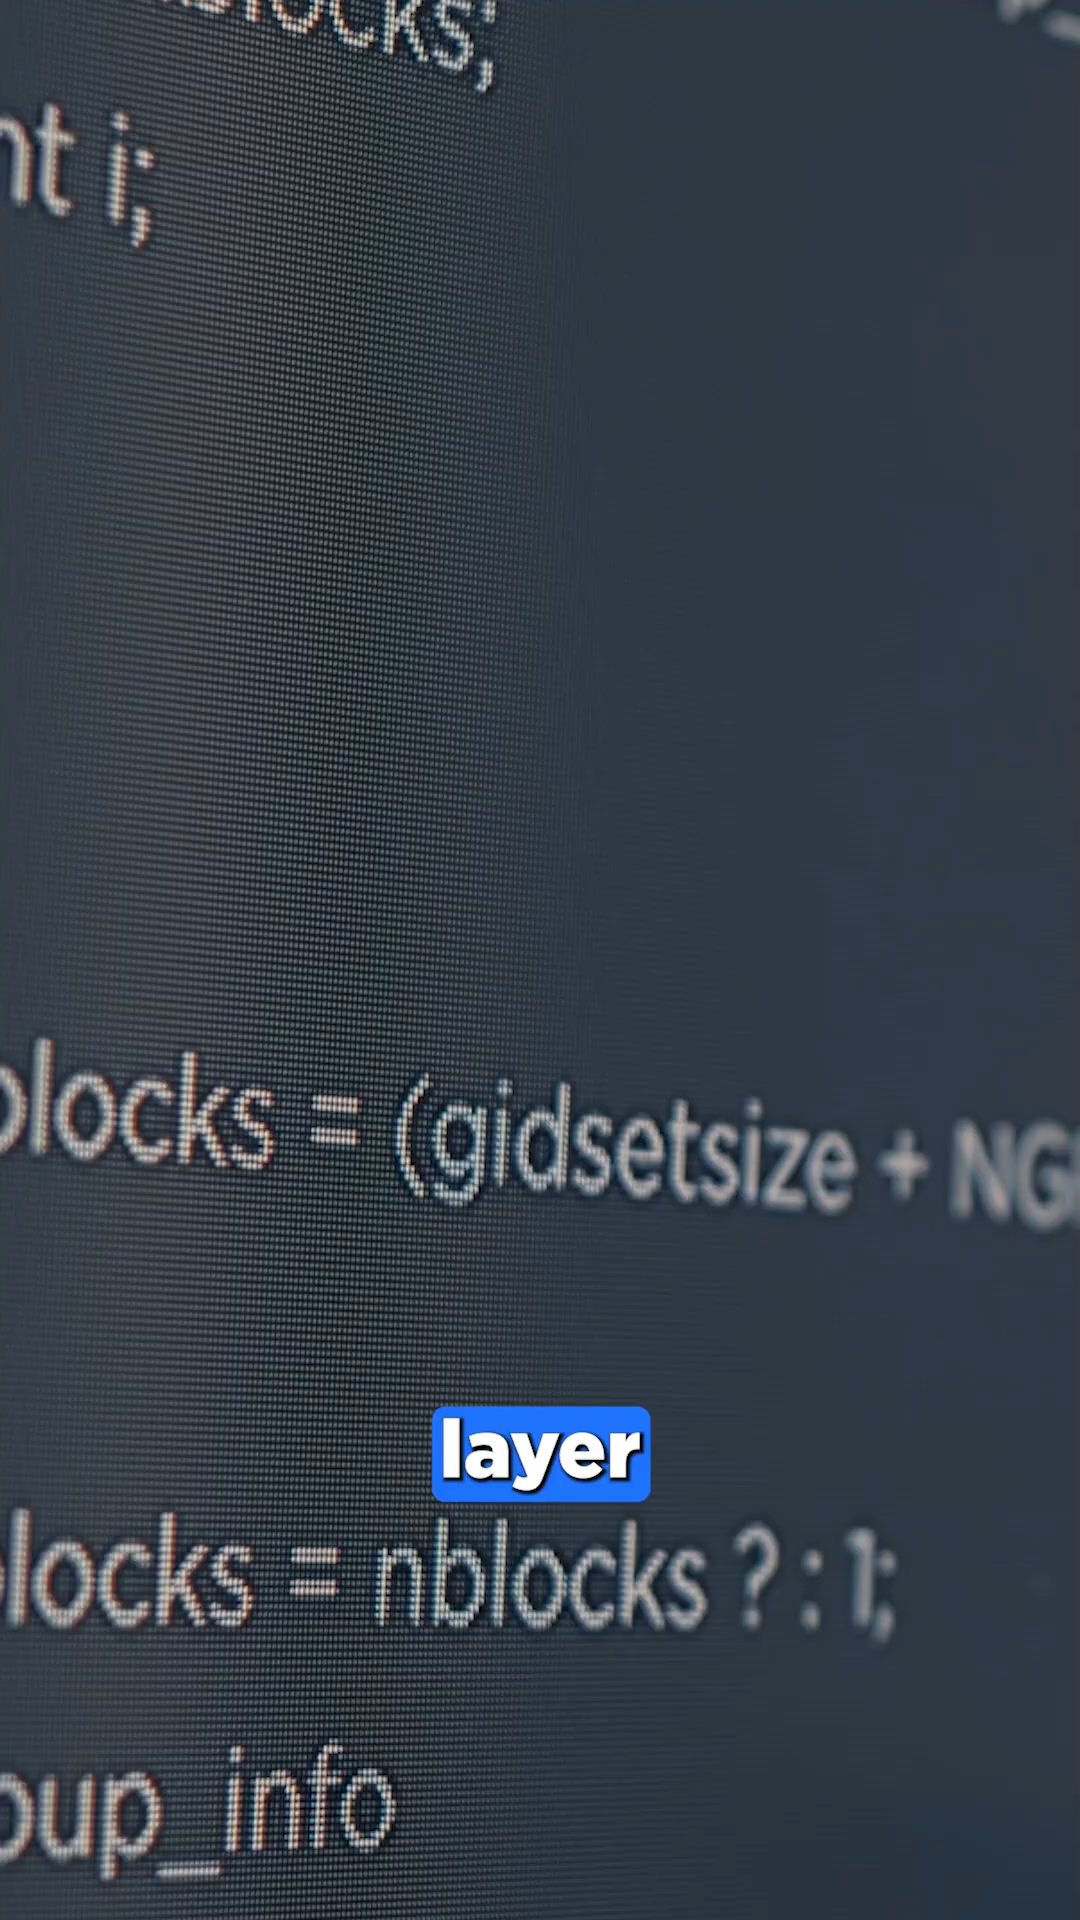 nt i;
blocks = (gidsetsize + NG
layer
blocks = nblocks ? : 1;
oup_info